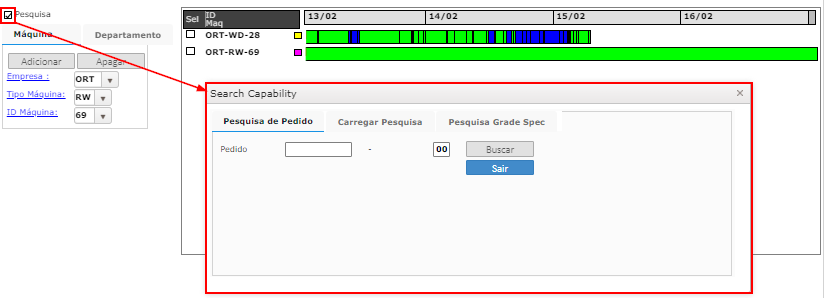 Pesquisa
Máquina Departamento
Adicionar Apagar
Empresa : ORT
Tipo Máquina: RW
ID Máquina: 69
Sel ID Maq 13/02 14/02 15/02 16/02
ORT-WD-28
ORT-RW-69
Search Capability ×
Pesquisa de Pedido Carregar Pesquisa Pesquisa Grade Spec
Pedido - 00 Buscar
Sair